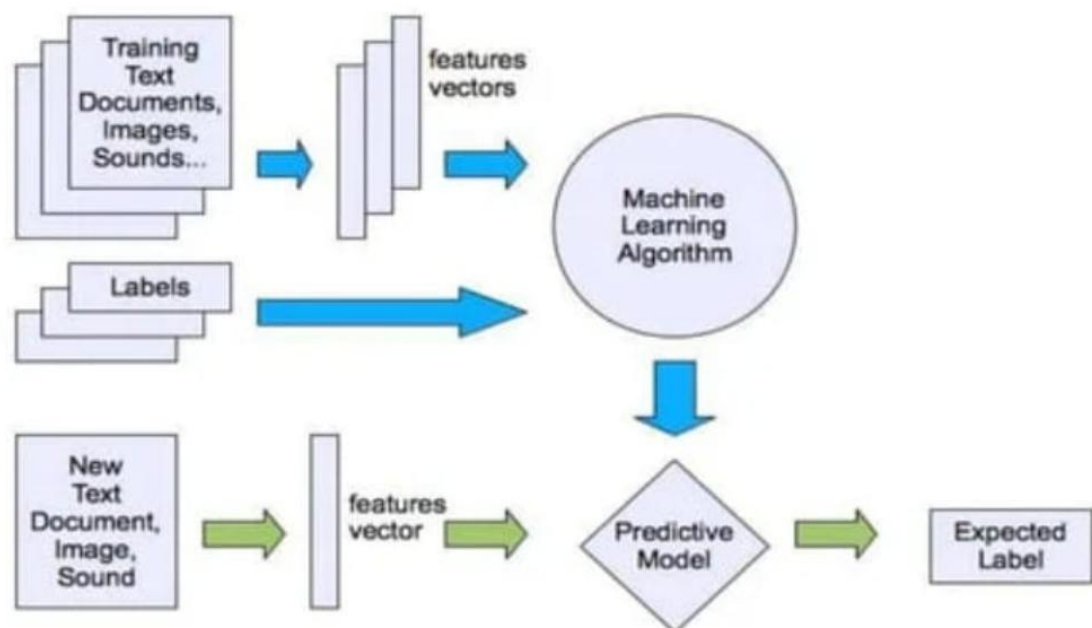 Training
Text
Documents,
Images,
Sounds...
features
vectors
Machine
Learning
Algorithm
Labels
New
Text
Document,
Image,
Sound
features
vector
Predictive
Model
Expected
Label